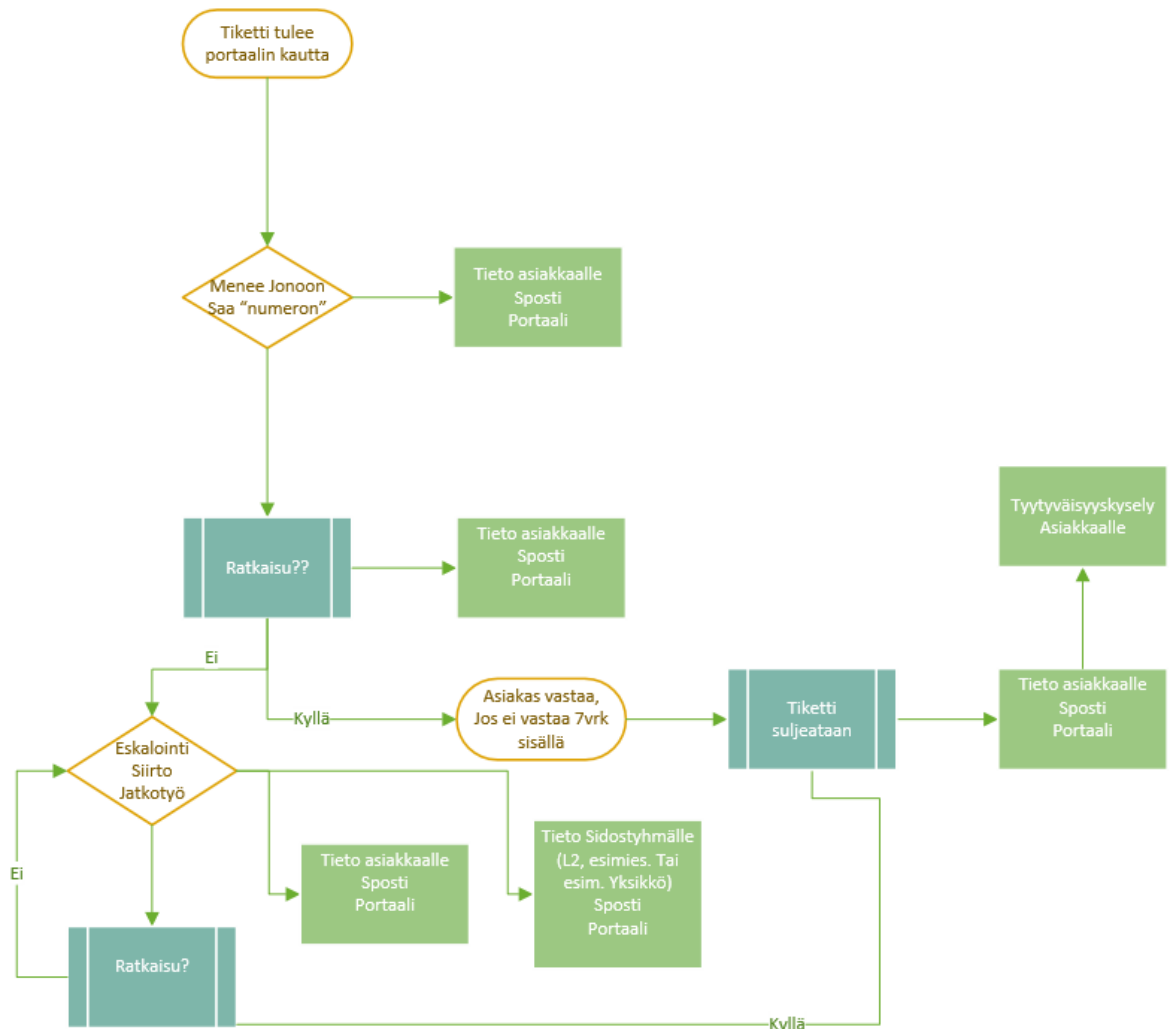 Tiketti tulee
portaalin kautta
Menee Jonoon
Saa “numeron”
Tieto asiakkaalle
Sposti
Portaali
Tyytyväisyyskysely
Asiakkaalle
Ratkaisu??
Tieto asiakkaalle
Sposti
Portaali
Ei
Kyllä
Asiakas vastaa,
Jos ei vastaa 7vrk
sisällä
Tiketti
suljeataan
Tieto asiakkaalle
Sposti
Portaali
Eskalointi
Siirto
Jatkotyö
Tieto asiakkaalle
Sposti
Portaali
Tieto Sidostyhmälle
(L2, esimies. Tai
esim. Yksikkö)
Sposti
Portaali
Ei
Ratkaisu?
Kyllä